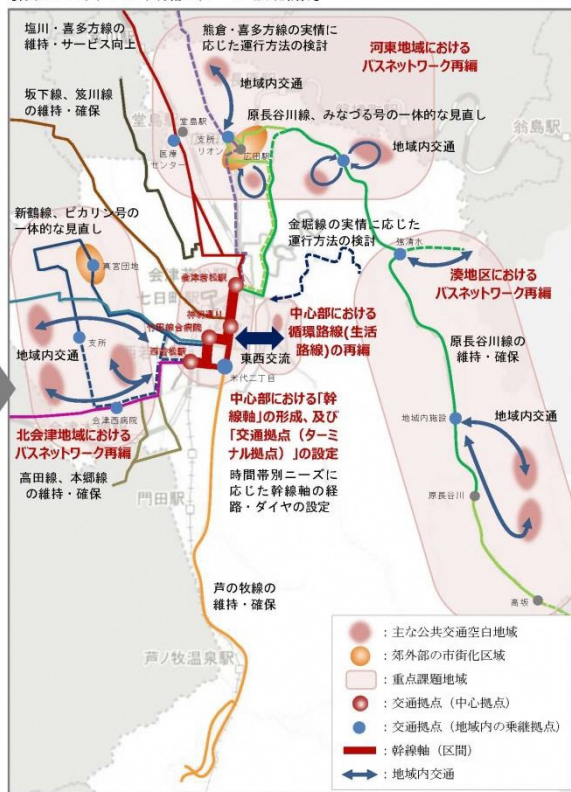 塩川・喜多方線の
維持・サービス向上
熊倉・喜多方線の実情に
応じた運行方法の検討
河東地域における
バスネットワーク再編
地域内交通
坂下線、笈川線
の維持・確保
堂島駅
堂島駅
支所
リオン
医療
センター
広田駅
原長谷川線、みなづる号の一体的な見直し
翁島駅
地域内交通
新鶴線、ピカリン号の
一体的な見直し
金堀線の実情に応じた
運行方法の検討
強清水
湊地区における
バスネットワーク再編
真宮団地
会津若松駅
会津若松駅
七日町駅
神明通り
竹田綜合病院
西若松駅
中心部における
循環路線(生活
路線)の再編
東西交流
支所
地域内交通
米代二丁目
原長谷川線の
維持・確保
会津西病院
中心部における「幹
線軸」の形成、及び
「交通拠点（ターミ
ナル拠点）」の設定
地域内施設
地域内交通
北会津地域における
バスネットワーク再編
時間帯別ニーズに
応じた幹線軸の経
路・ダイヤの設定
高田線、本郷線
の維持・確保
門田駅
原長谷川
芦の牧線の
維持・確保
高坂
芦ノ牧温泉駅
：主な公共交通空白地域
：郊外部の市街化区域
：重点課題地域
：交通拠点（中心拠点）
：交通拠点（地域内の乗継拠点）
：幹線軸（区間）
：地域内交通